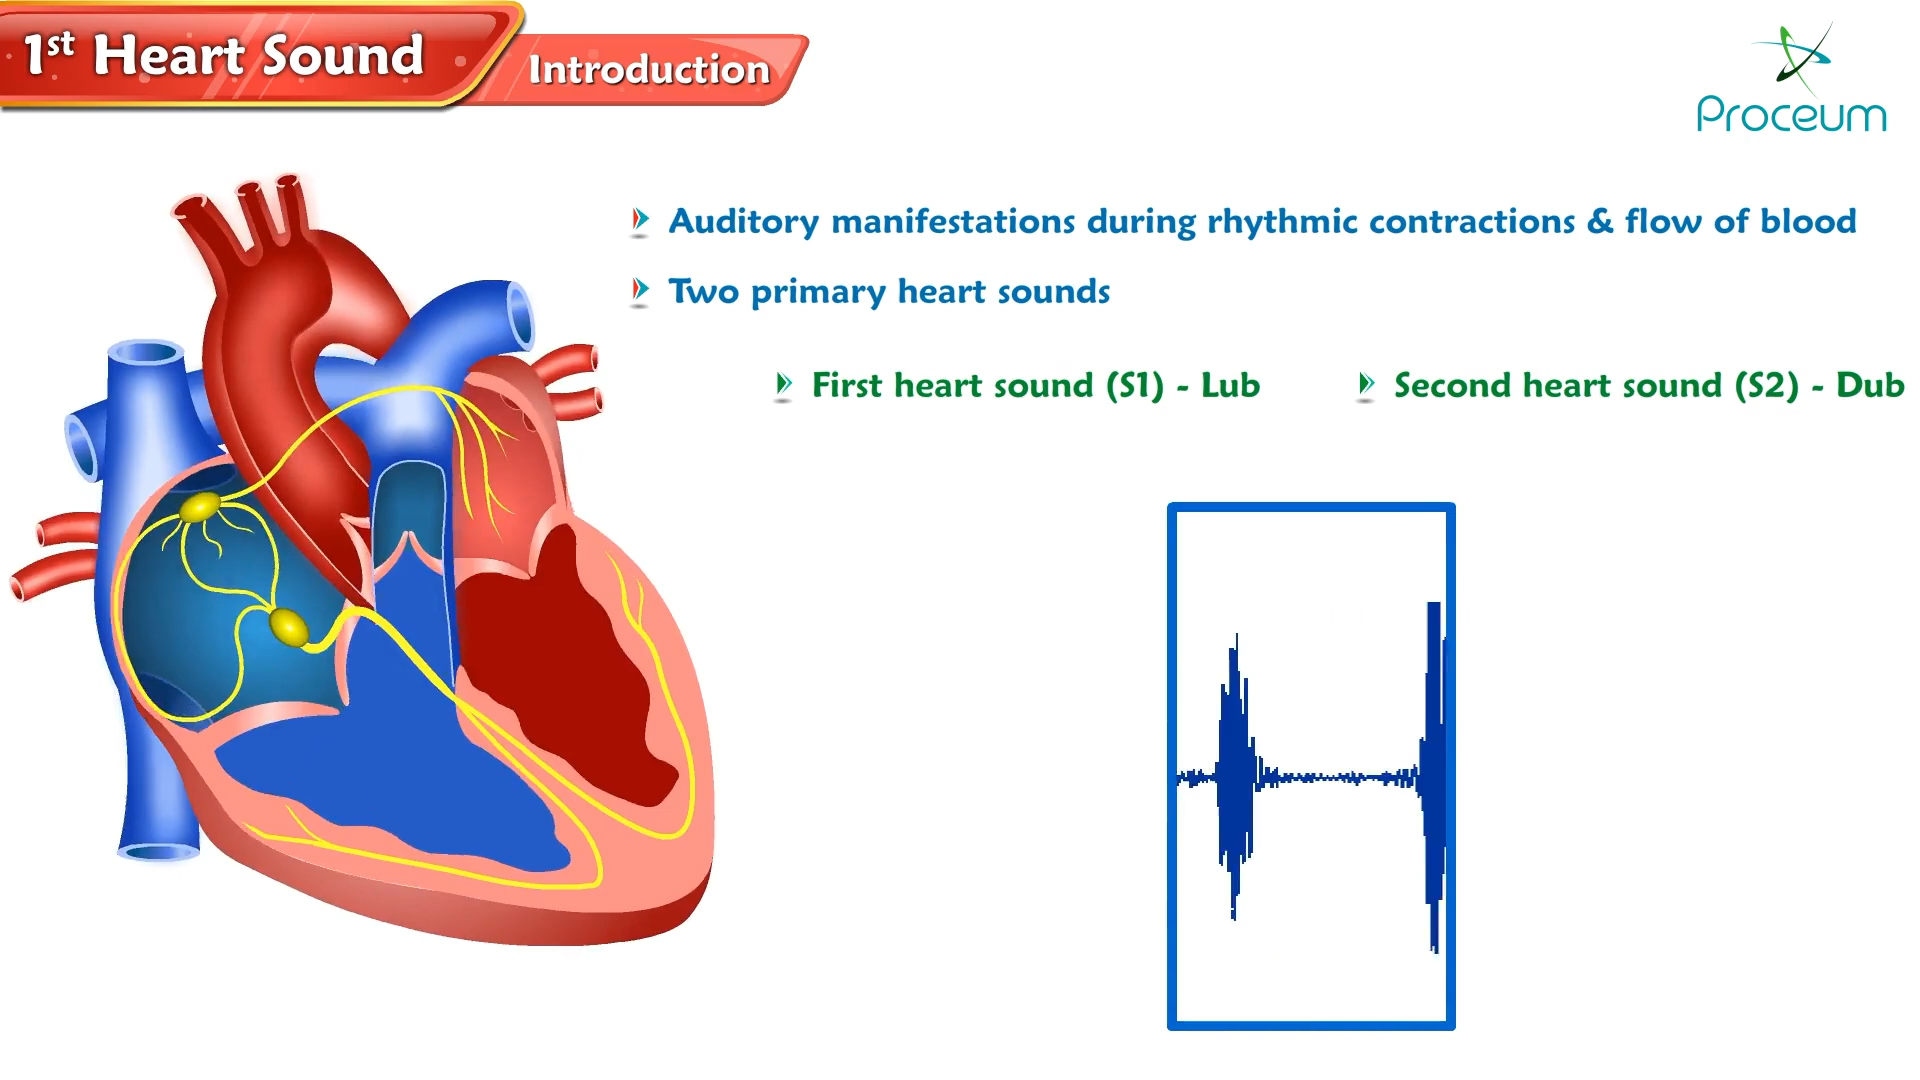 1st Heart Sound
Introduction
Proceum
Auditory manifestations during rhythmic contractions & flow of blood
Two primary heart sounds
First heart sound (S1) - Lub
Second heart sound (S2) - Dub